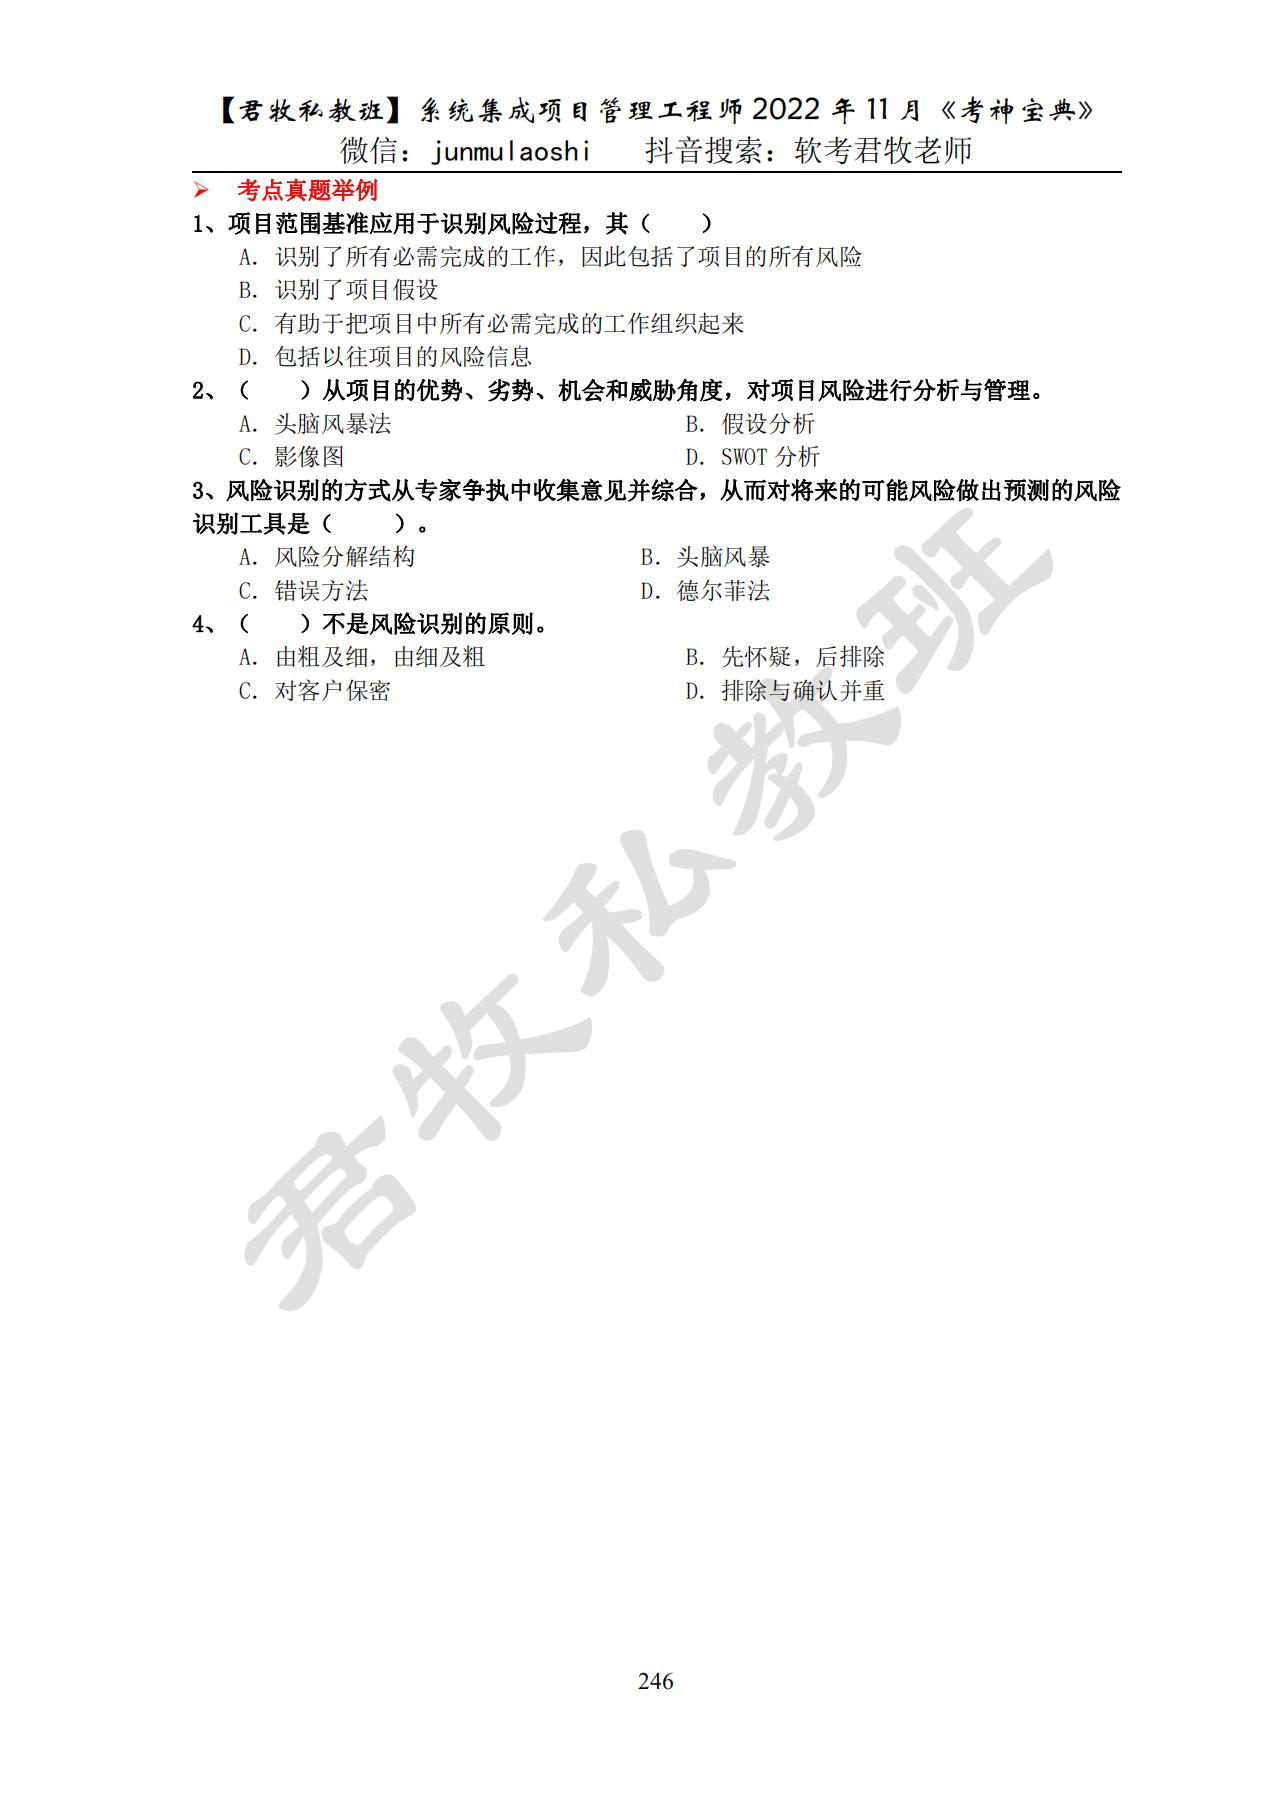 【君牧私教班】系统集成项目管理工程师 2022 年 11 月《考神宝典》
微信：junmulaoshi 抖音搜索：软考君牧老师
➢ 考点真题举例
1、项目范围基准应用于识别风险过程，其（ ）
A. 识别了所有必需完成的工作，因此包括了项目的所有风险
B. 识别了项目假设
C. 有助于把项目中所有必需完成的工作组织起来
D. 包括以往项目的风险信息
2、（ ）从项目的优势、劣势、机会和威胁角度，对项目风险进行分析与管理。
A. 头脑风暴法 B. 假设分析
C. 影像图 D. SWOT 分析
3、风险识别的方式从专家争执中收集意见并综合，从而对将来的可能风险做出预测的风险
识别工具是（ ）。
A. 风险分解结构 B. 头脑风暴
C. 错误方法 D. 德尔菲法
4、（ ）不是风险识别的原则。
A. 由粗及细，由细及粗 B. 先怀疑，后排除
C. 对客户保密 D. 排除与确认并重
君牧私教班
246